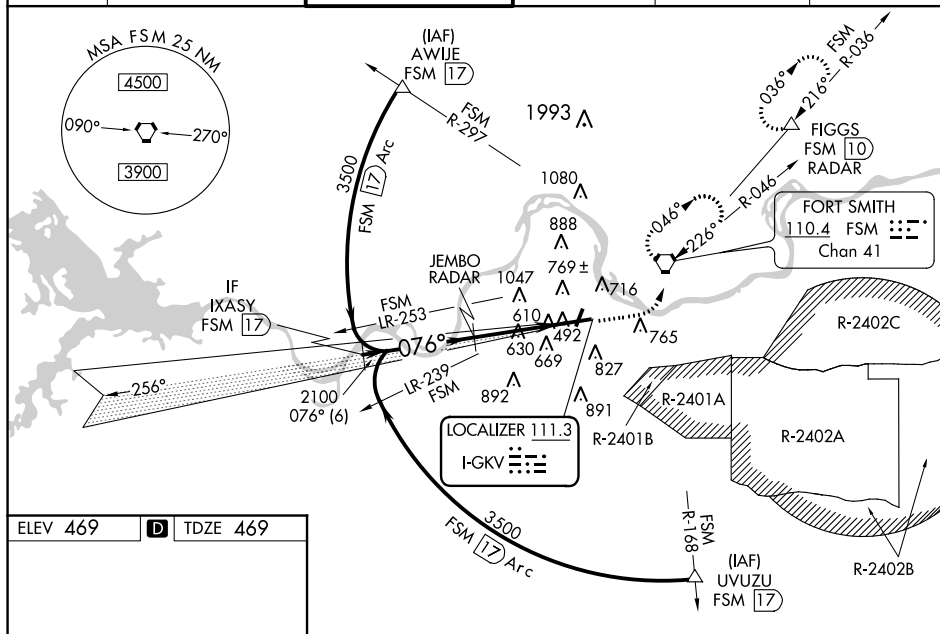 MSA FSM 25 NM
4500
090°
270°
3900
(IAF)
AWIJE
FSM 17
FSM
R-297
3500
FSM 17 Arc
1993
1080
888
769 ±
716
1047
610
492
630
669
765
827
892
891
FSM
R-036
036°
216°
FIGGS
FSM 10
RADAR
R-046
046°
226°
FORT SMITH
110.4 FSM
Chan 41
JEMBO
RADAR
IF
IXASY
FSM 17
FSM
LR-253
076°
LR-239
FSM
256°
2100
076° (6)
LOCALIZER 111.3
I-GKV
R-2402C
R-2401A
R-2401B
R-2402A
R-2402B
3500
FSM 17 Arc
FSM
R-168
(IAF)
UVUZU
FSM 17
ELEV 469 D TDZE 469